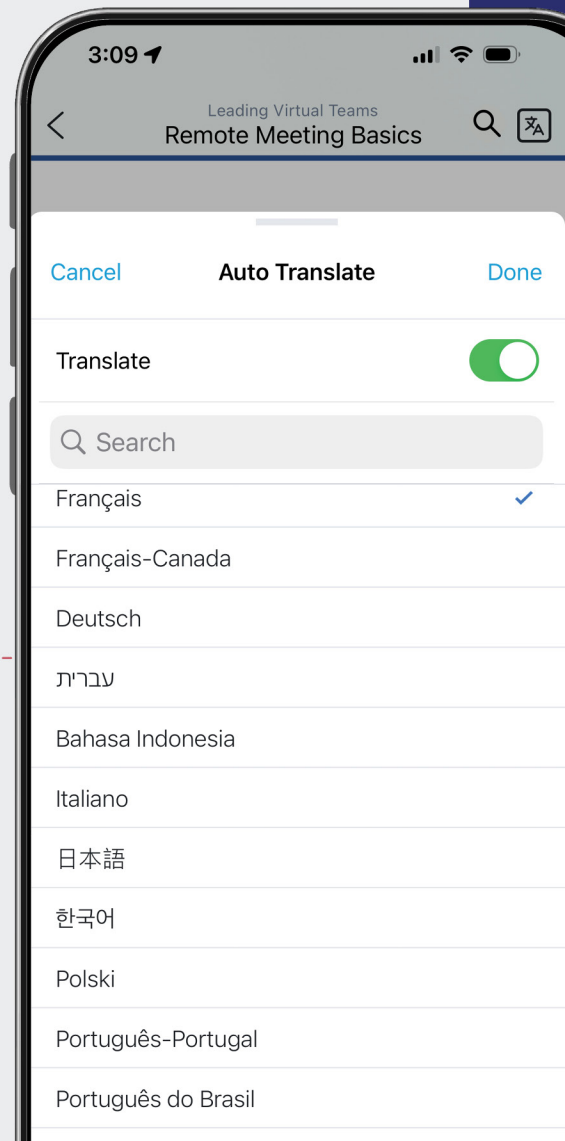 3:09
Leading Virtual Teams
Remote Meeting Basics
Cancel Auto Translate Done
Translate
Search
Français
Français-Canada
Deutsch
עברית
Bahasa Indonesia
Italiano
日本語
한국어
Polski
Português-Portugal
Português do Brasil